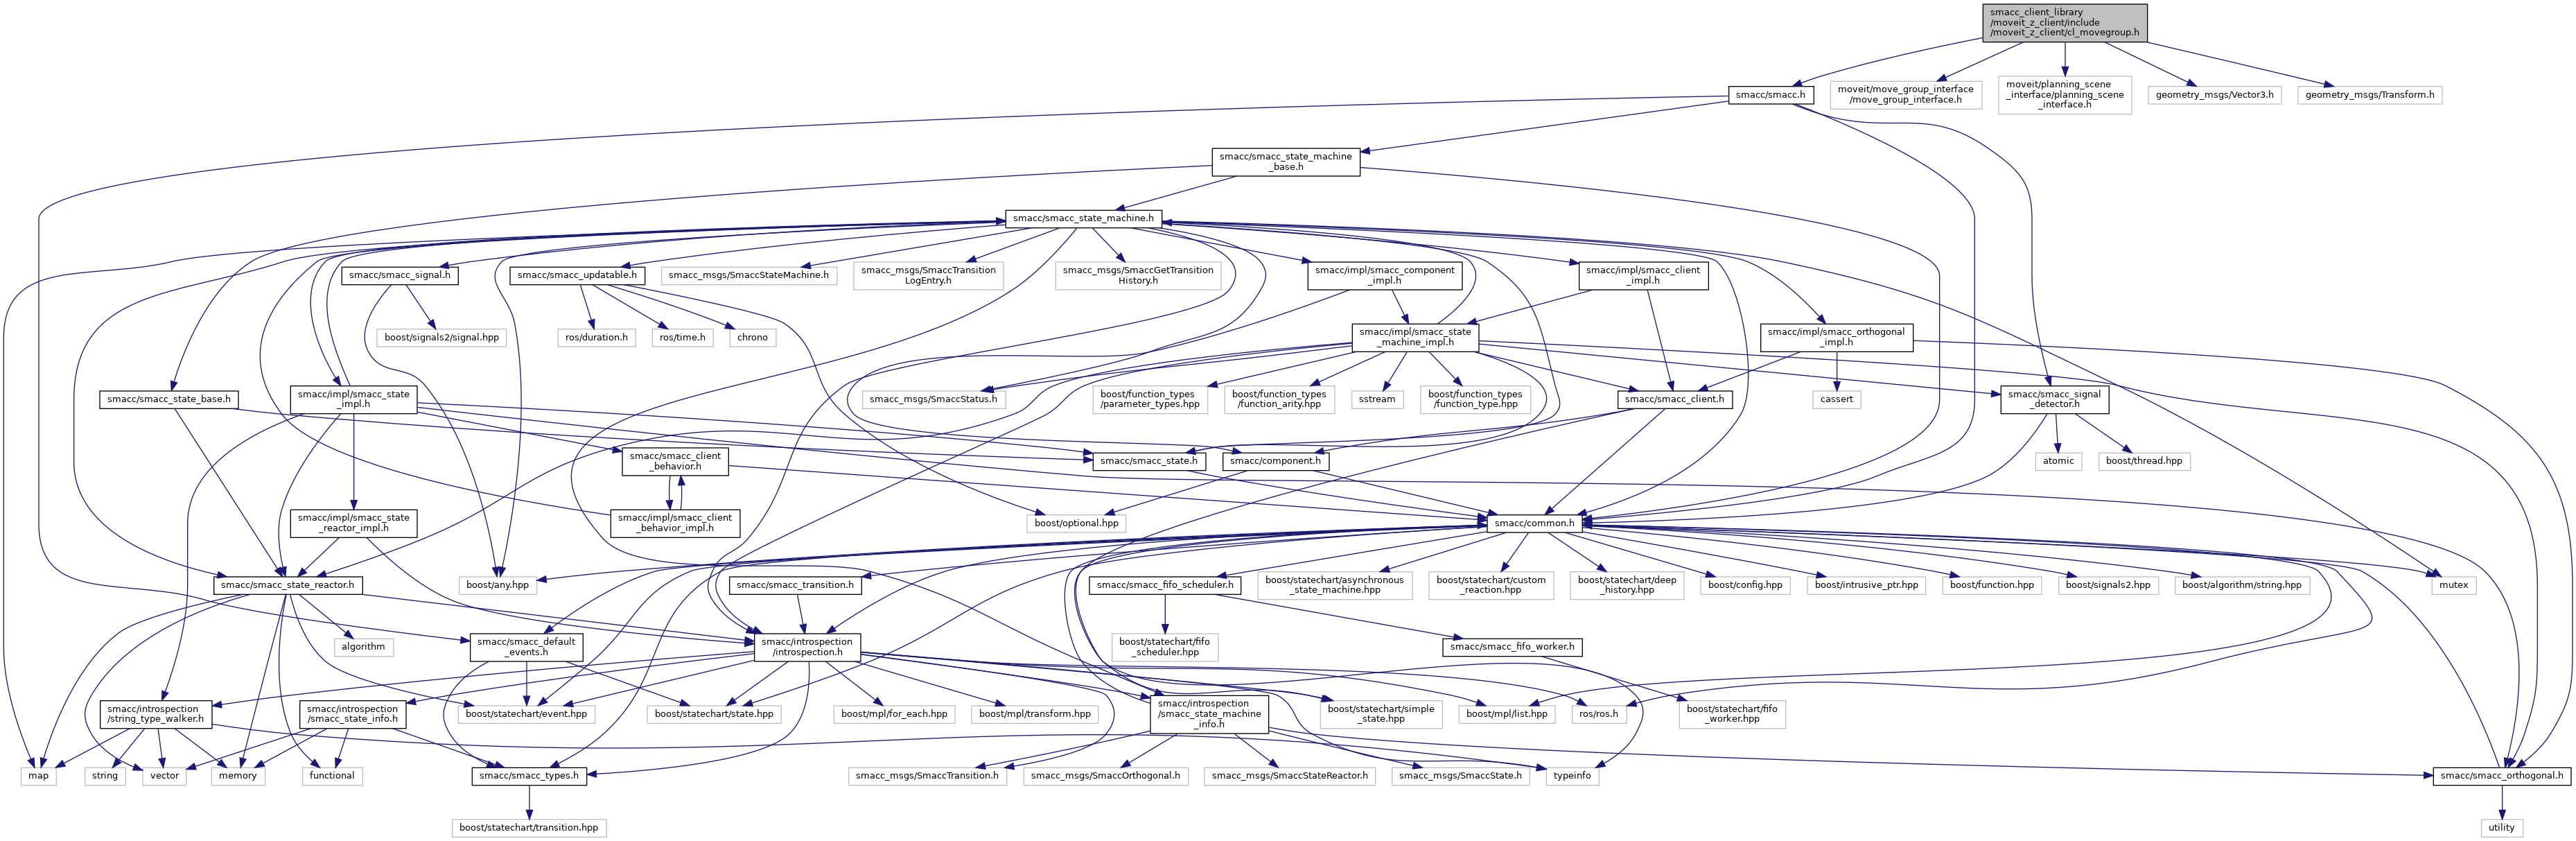 smacc_client_library
/moveit_z_client/include
/moveit_z_client/cl_movegroup.h
smacc/smacc.h
moveit/move_group_interface
/move_group_interface.h
moveit/planning_scene
_interface/planning_scene
_interface.h
geometry_msgs/Vector3.h
geometry_msgs/Transform.h
smacc/smacc_state_machine
_base.h
smacc/smacc_state_machine.h
smacc/smacc_signal.h
smacc/smacc_updatable.h
smacc_msgs/SmaccStateMachine.h
smacc_msgs/SmaccTransition
LogEntry.h
smacc_msgs/SmaccGetTransition
History.h
smacc/impl/smacc_component
_impl.h
smacc/impl/smacc_client
_impl.h
boost/signals2/signal.hpp
ros/duration.h
ros/time.h
chrono
smacc/impl/smacc_state
_machine_impl.h
smacc/impl/smacc_orthogonal
_impl.h
smacc/smacc_state_base.h
smacc/impl/smacc_state
_impl.h
smacc_msgs/SmaccStatus.h
boost/function_types
/parameter_types.hpp
boost/function_types
/function_arity.hpp
sstream
boost/function_types
/function_type.hpp
smacc/smacc_client.h
cassert
smacc/smacc_signal
_detector.h
smacc/smacc_client
_behavior.h
smacc/smacc_state.h
smacc/component.h
atomic
boost/thread.hpp
smacc/impl/smacc_state
_reactor_impl.h
smacc/impl/smacc_client
_behavior_impl.h
boost/optional.hpp
smacc/common.h
smacc/smacc_state_reactor.h
boost/any.hpp
smacc/smacc_transition.h
smacc/smacc_fifo_scheduler.h
boost/statechart/asynchronous
_state_machine.hpp
boost/statechart/custom
_reaction.hpp
boost/statechart/deep
_history.hpp
boost/config.hpp
boost/intrusive_ptr.hpp
boost/function.hpp
boost/signals2.hpp
boost/algorithm/string.hpp
mutex
algorithm
smacc/smacc_default
_events.h
smacc/introspection
/introspection.h
boost/statechart/fifo
_scheduler.hpp
smacc/smacc_fifo_worker.h
smacc/introspection
/string_type_walker.h
smacc/introspection
/smacc_state_info.h
boost/statechart/event.hpp
boost/statechart/state.hpp
boost/mpl/for_each.hpp
boost/mpl/transform.hpp
smacc/introspection
/smacc_state_machine
_info.h
boost/statechart/simple
_state.hpp
boost/mpl/list.hpp
ros/ros.h
boost/statechart/fifo
_worker.hpp
map
string
vector
memory
functional
smacc/smacc_types.h
smacc_msgs/SmaccTransition.h
smacc_msgs/SmaccOrthogonal.h
smacc_msgs/SmaccStateReactor.h
smacc_msgs/SmaccState.h
typeinfo
smacc/smacc_orthogonal.h
boost/statechart/transition.hpp
utility